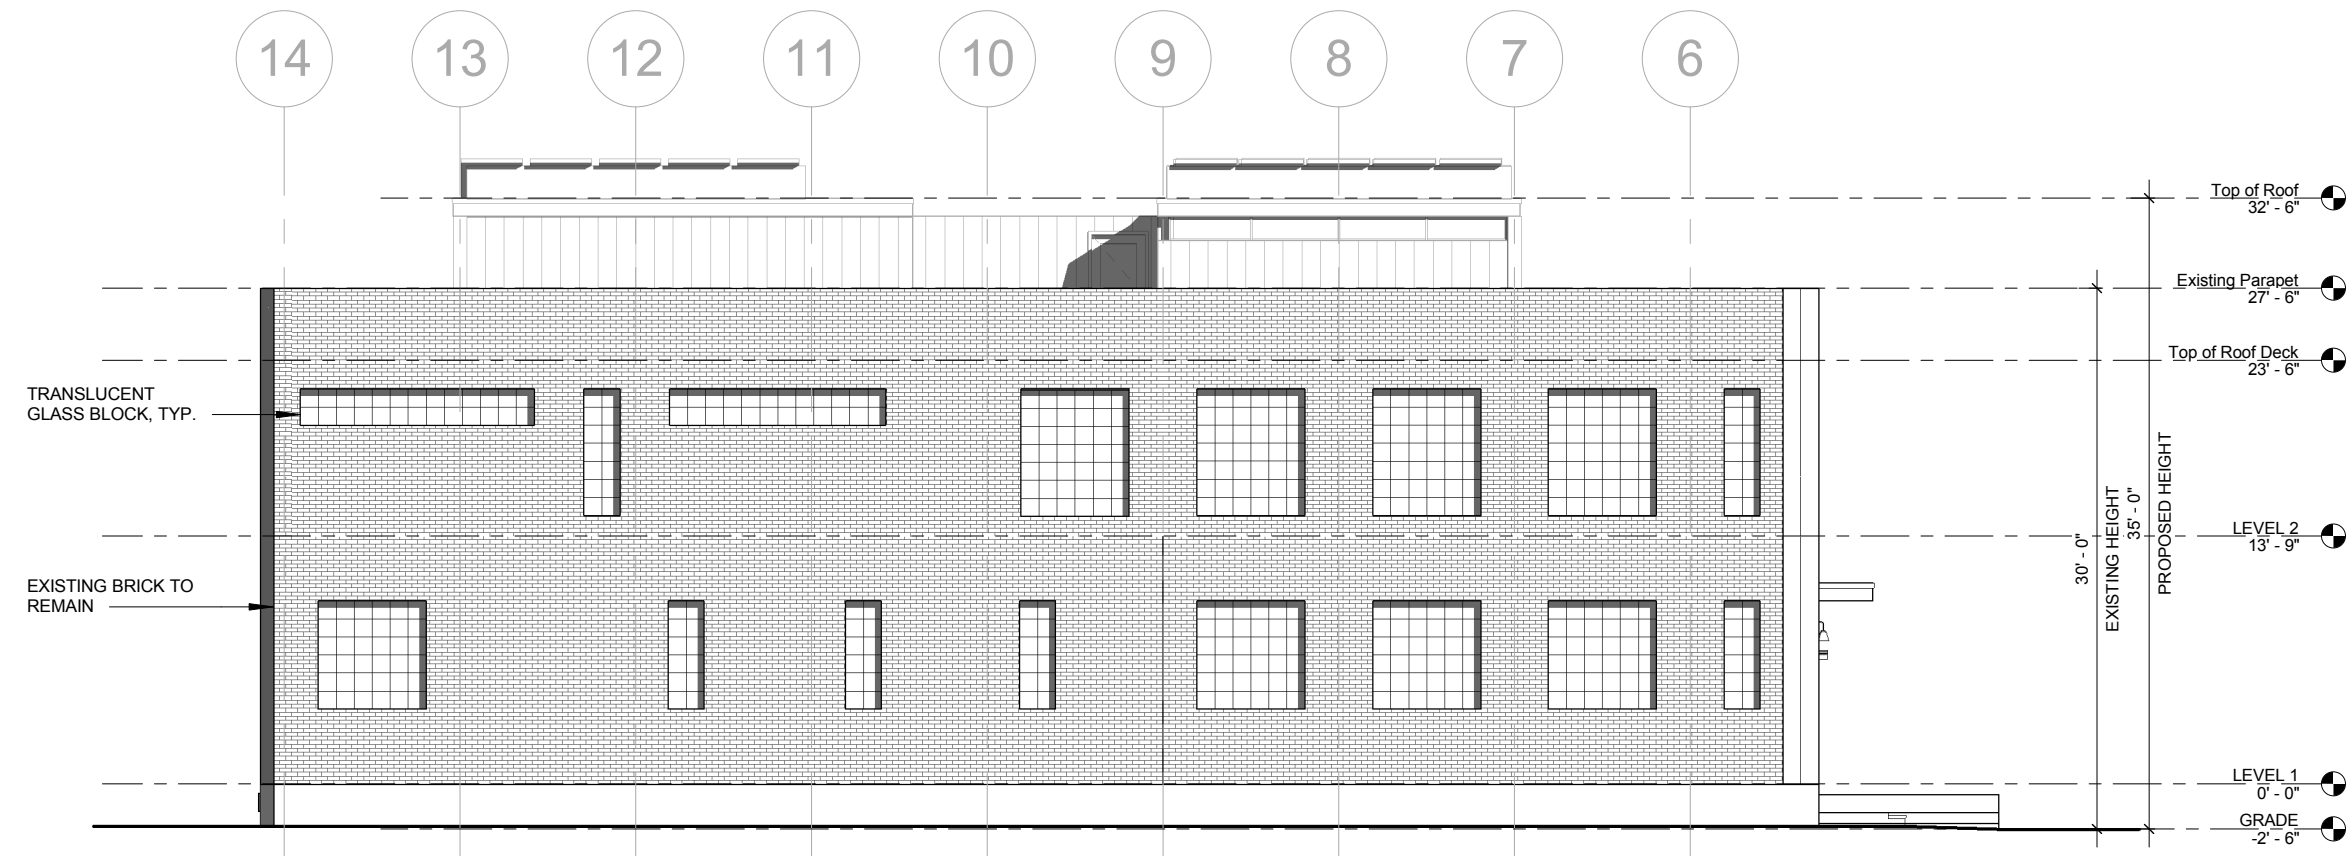 14 13 12 11 10 9 8 7 6
Top of Roof
32' - 6"
Existing Parapet
27' - 6"
Top of Roof Deck
23' - 6"
TRANSLUCENT
GLASS BLOCK, TYP.
LEVEL 2
13' - 9"
30' - 0"
EXISTING HEIGHT
35' - 0"
PROPOSED HEIGHT
EXISTING BRICK TO
REMAIN
LEVEL 1
0' - 0"
GRADE
-2' - 6"